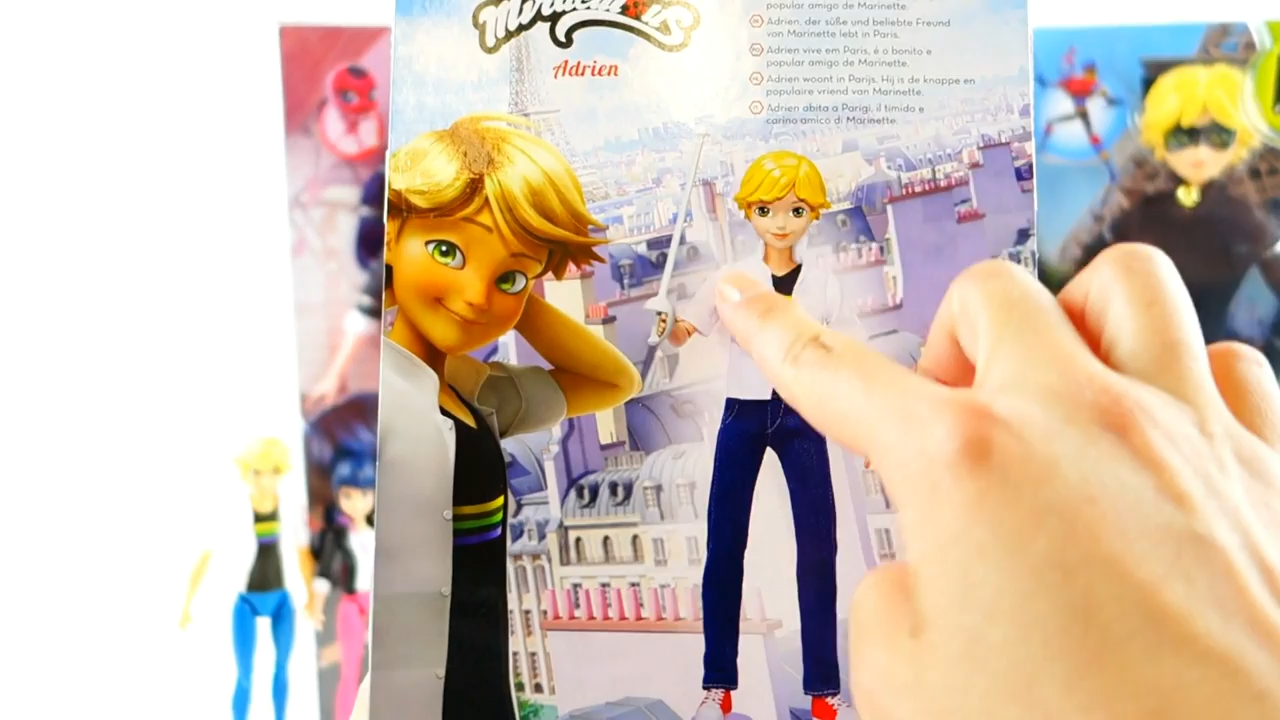 Miraculous
Adrien
popular amigo de Marinette.
Adrien, der süße und beliebte Freund
von Marinette lebt in Paris.
Adrien vive em Paris, é o bonito e
popular amigo de Marinette.
Adrien woont in Parijs. Hij is de knappe en
populaire vriend van Marinette.
Adrien abita a Parigi, il timido e
carino amico di Marinette.